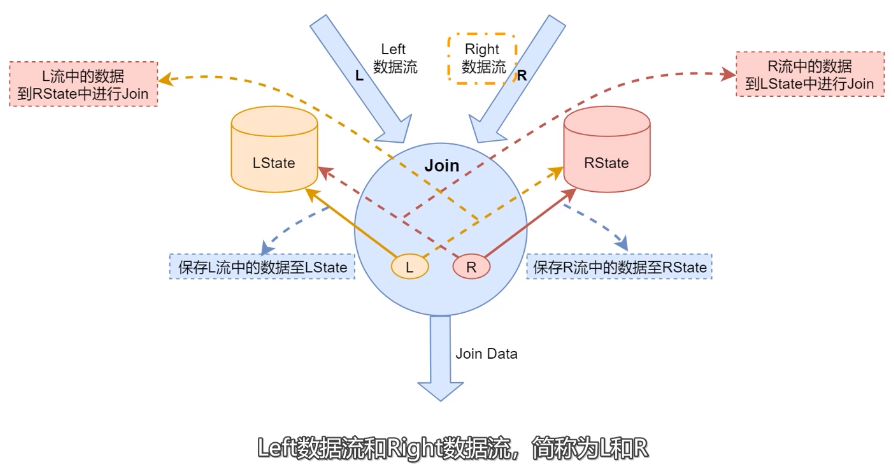 Left
数据流
L
Right
数据流
R
L流中的数据
到RState中进行Join
R流中的数据
到LState中进行Join
LState
Join
RState
L
R
保存L流中的数据至LState
保存R流中的数据至RState
Join Data
Left数据流和Right数据流，简称为L和R